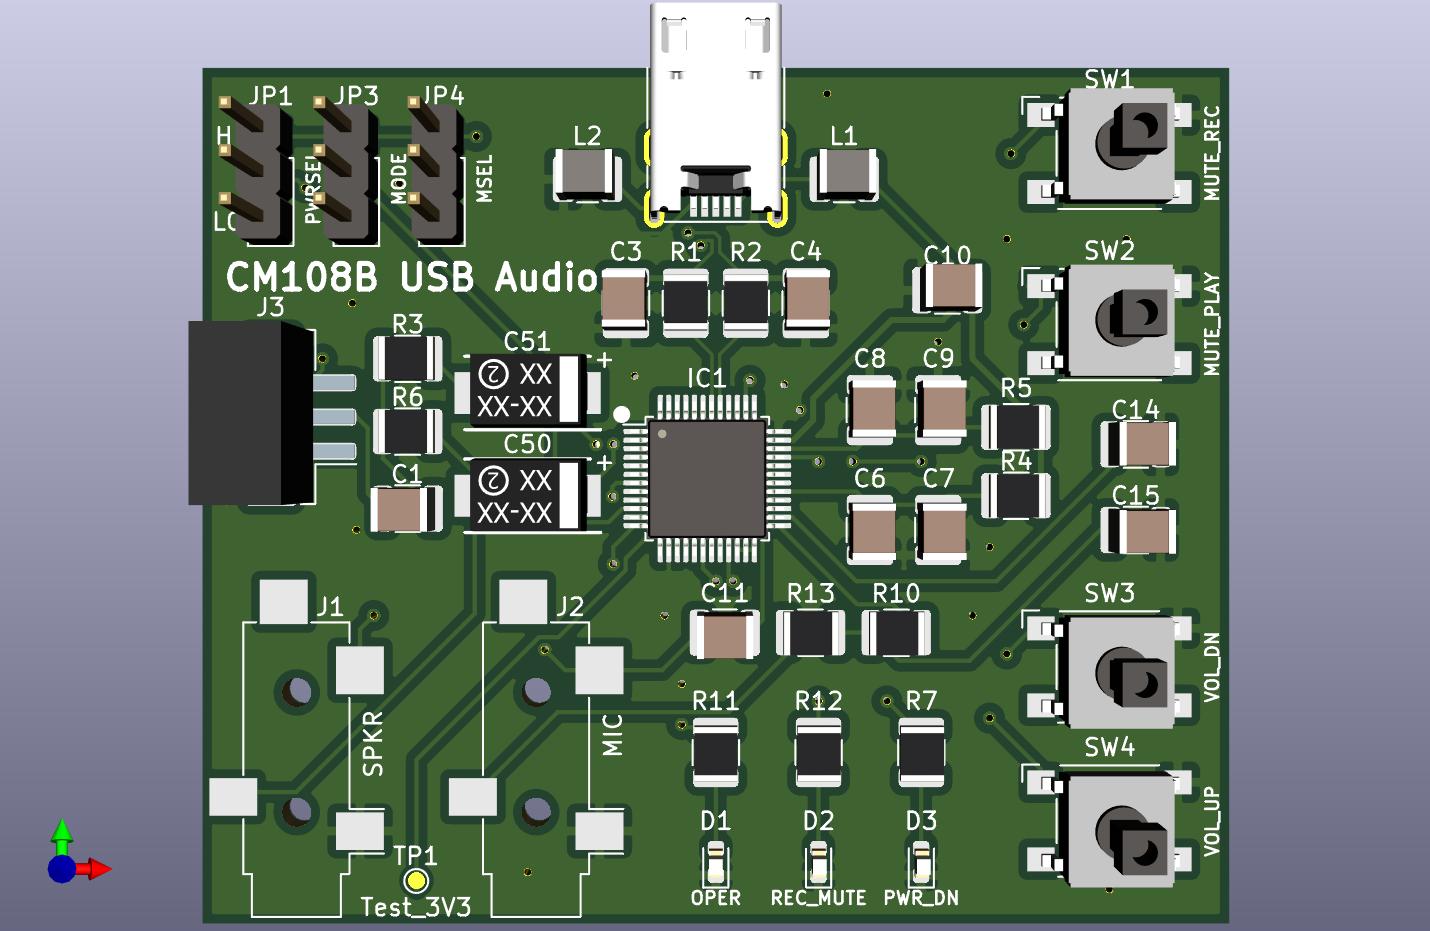 SW1
JP1 JP3 JP4
H
L2
L1
MUTE_REC
MODE
MSEL
C3 R1 R2 C4
SW2
C10
CM108B USB Audio
MUTE_PLAY
J3
R3
C51
+
2 XX
XX-XX
IC1
C8 C9
R5
R6
C14
C50
+
2 XX
XX-XX
C1
R4
C6 C7
C15
J1
J2
C11 R13 R10
SW3
VOL_DN
SPKR
MIC
R11 R12 R7
SW4
VOL_UP
D1 D2 D3
TP1
Test_3V3
OPER REC_MUTE PWR_DN